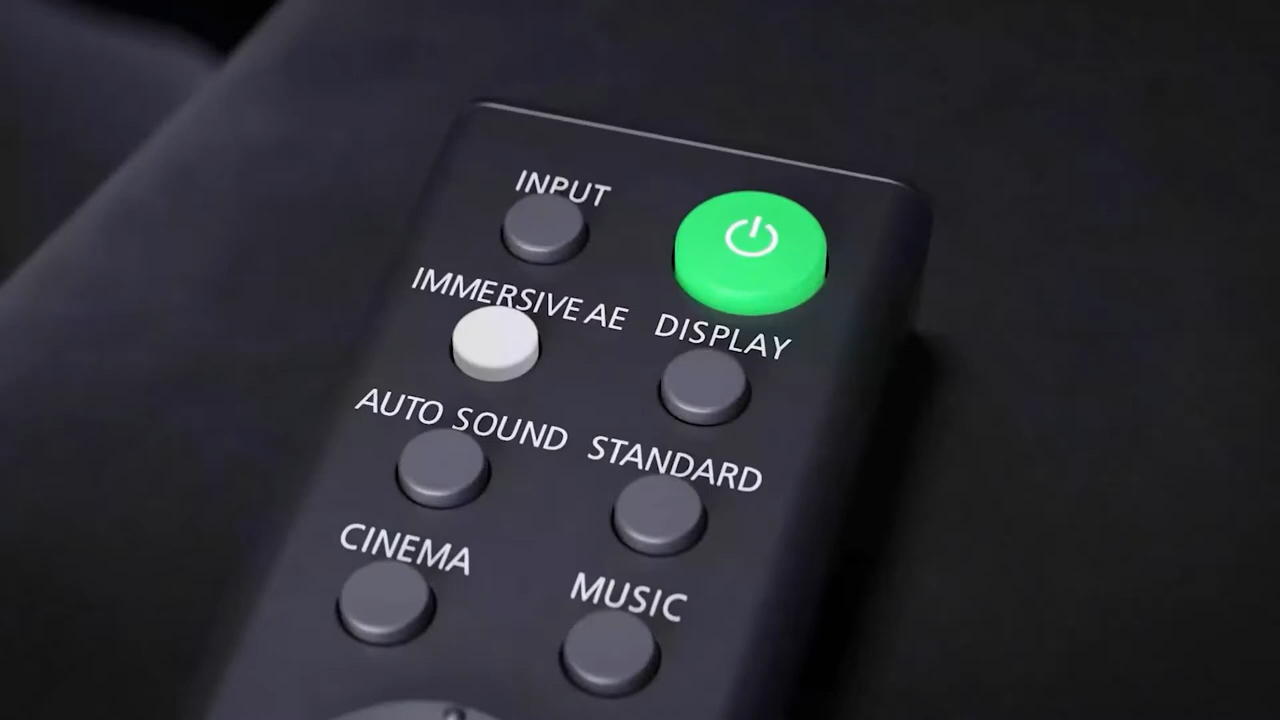 INPUT
IMMERSIVE AE
DISPLAY
AUTO SOUND
STANDARD
CINEMA
MUSIC